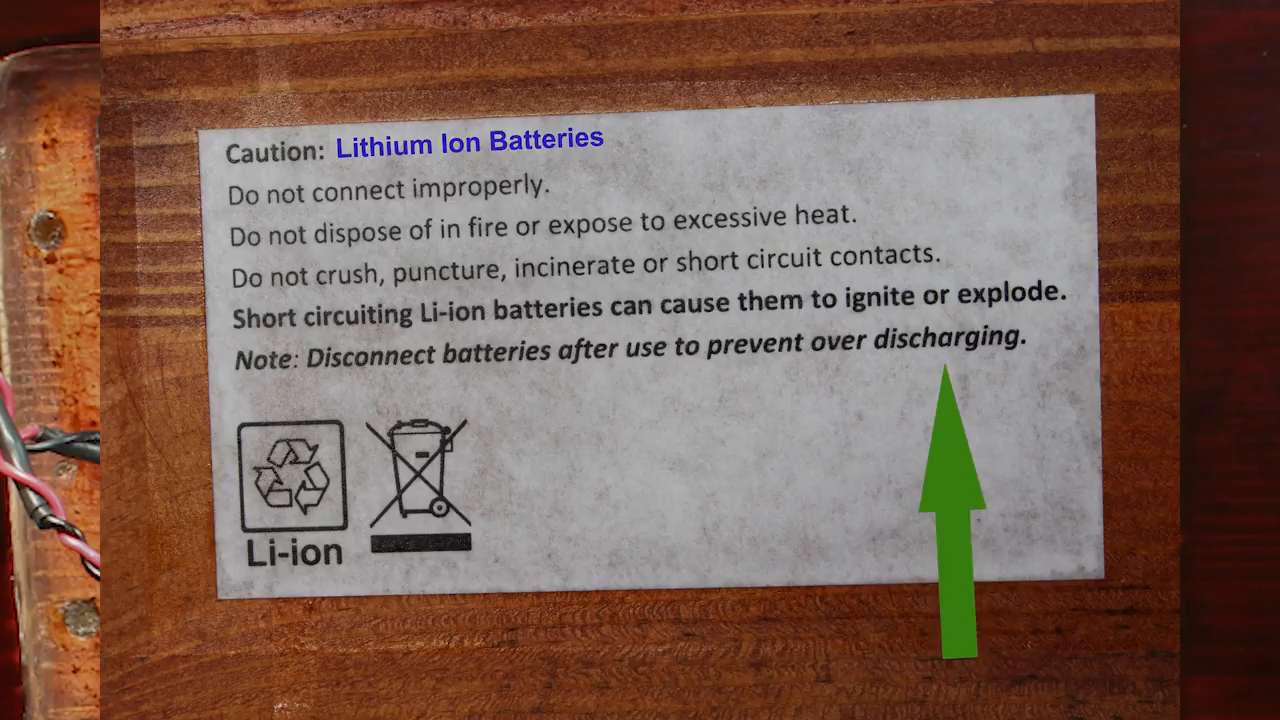 Caution: Lithium Ion Batteries
Do not connect improperly.
Do not dispose of in fire or expose to excessive heat.
Do not crush, puncture, incinerate or short circuit contacts.
Short circuiting Li-ion batteries can cause them to ignite or explode.
Note: Disconnect batteries after use to prevent over discharging.
Li-ion